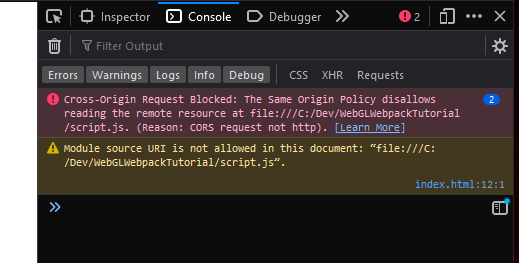 Inspector Console Debugger 2
Filter Output
Errors Warnings Logs Info Debug CSS XHR Requests
Cross-Origin Request Blocked: The Same Origin Policy disallows 2
reading the remote resource at file:///C:/Dev/WebGLWebpackTutorial
/script.js. (Reason: CORS request not http). [Learn More]
Module source URI is not allowed in this document: “file:///C:
/Dev/WebGLWebpackTutorial/script.js”.
index.html:12:1